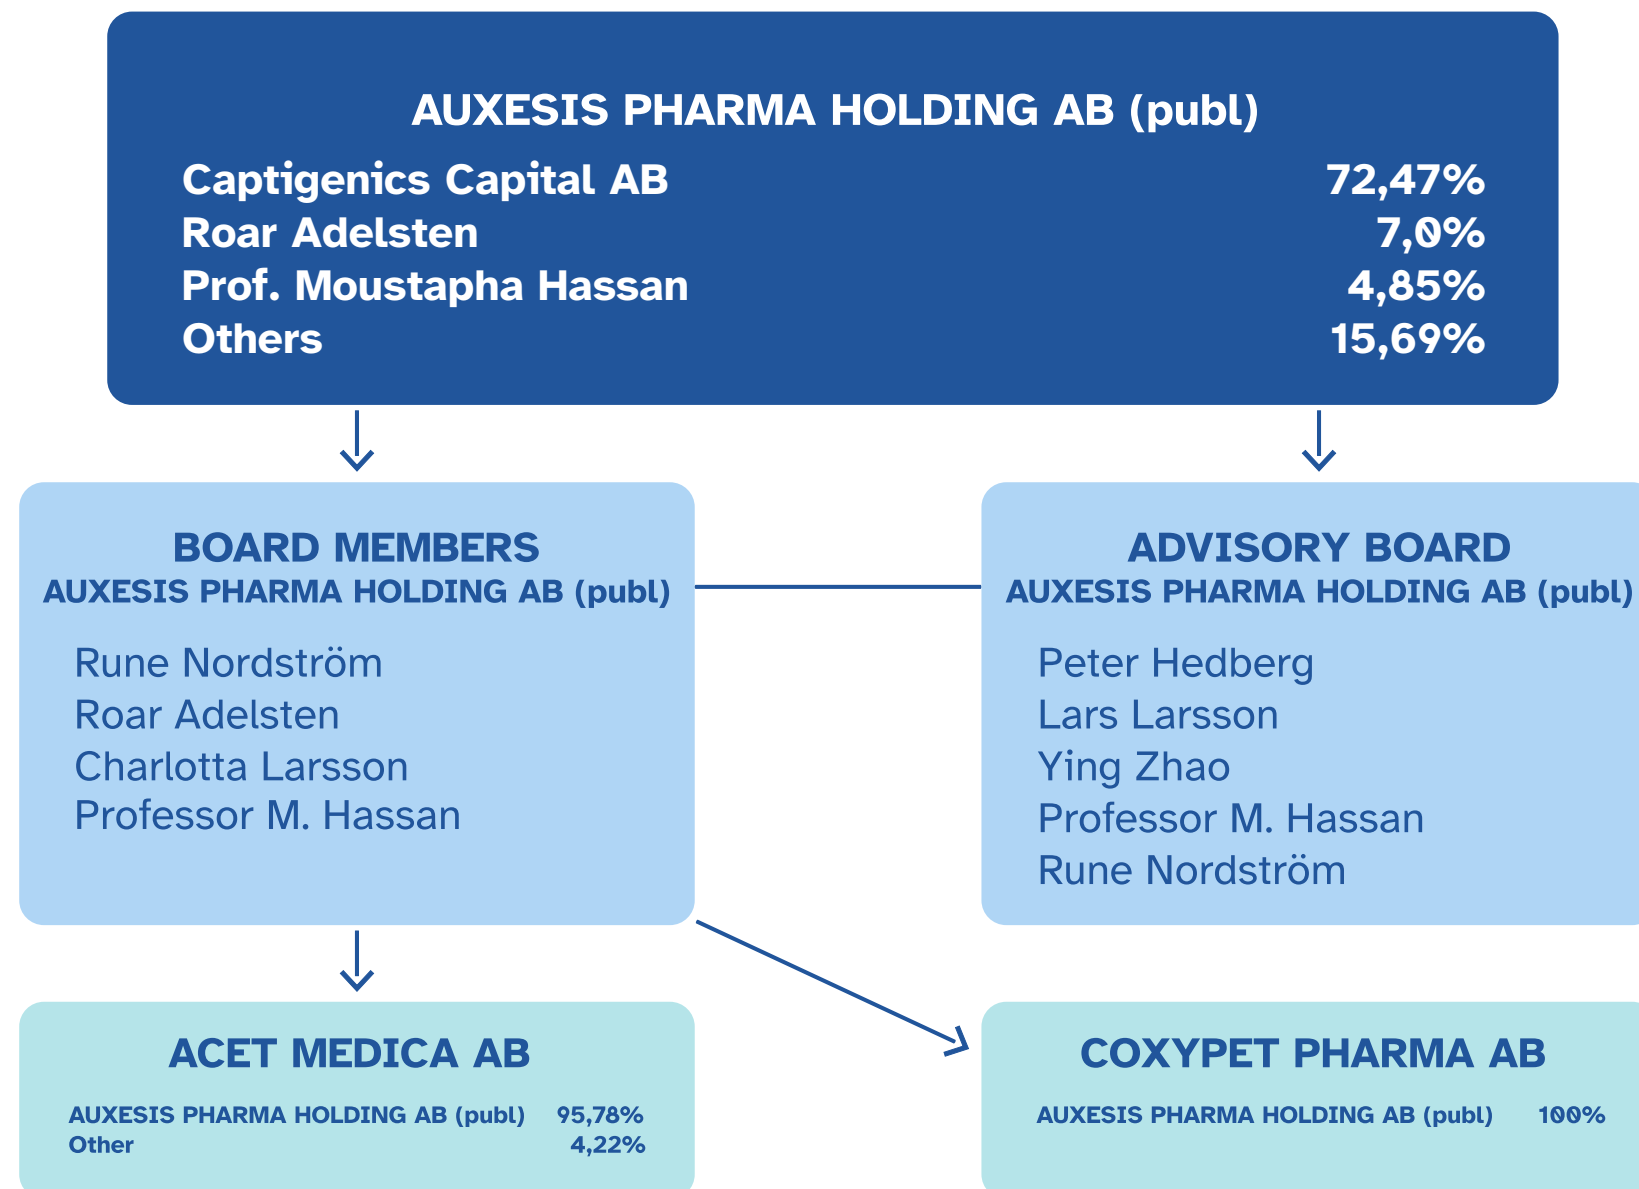 AUXESIS PHARMA HOLDING AB (publ)
Captigenics Capital AB 72,47%
Roar Adelsten 7,0%
Prof. Moustapha Hassan 4,85%
Others 15,69%
BOARD MEMBERS
AUXESIS PHARMA HOLDING AB (publ)
Rune Nordström
Roar Adelsten
Charlotta Larsson
Professor M. Hassan
ADVISORY BOARD
AUXESIS PHARMA HOLDING AB (publ)
Peter Hedberg
Lars Larsson
Ying Zhao
Professor M. Hassan
Rune Nordström
ACET MEDICA AB
AUXESIS PHARMA HOLDING AB (publ) 95,78%
Other 4,22%
COXYPET PHARMA AB
AUXESIS PHARMA HOLDING AB (publ) 100%